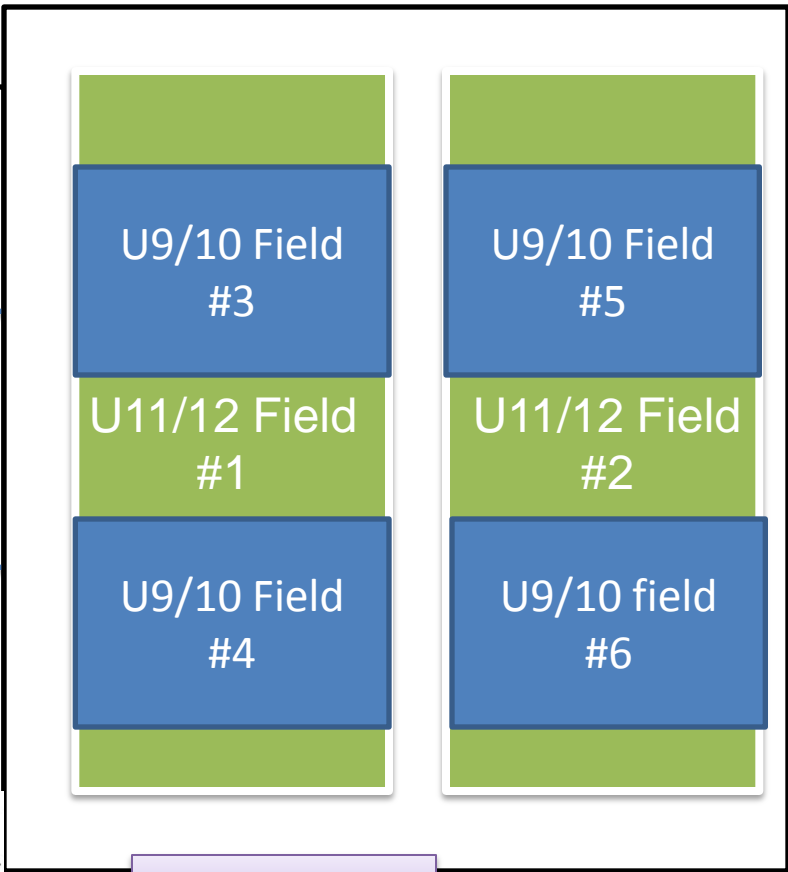 U9/10 Field
#3
U11/12 Field
#1
U9/10 Field
#4
U9/10 Field
#5
U11/12 Field
#2
U9/10 field
#6